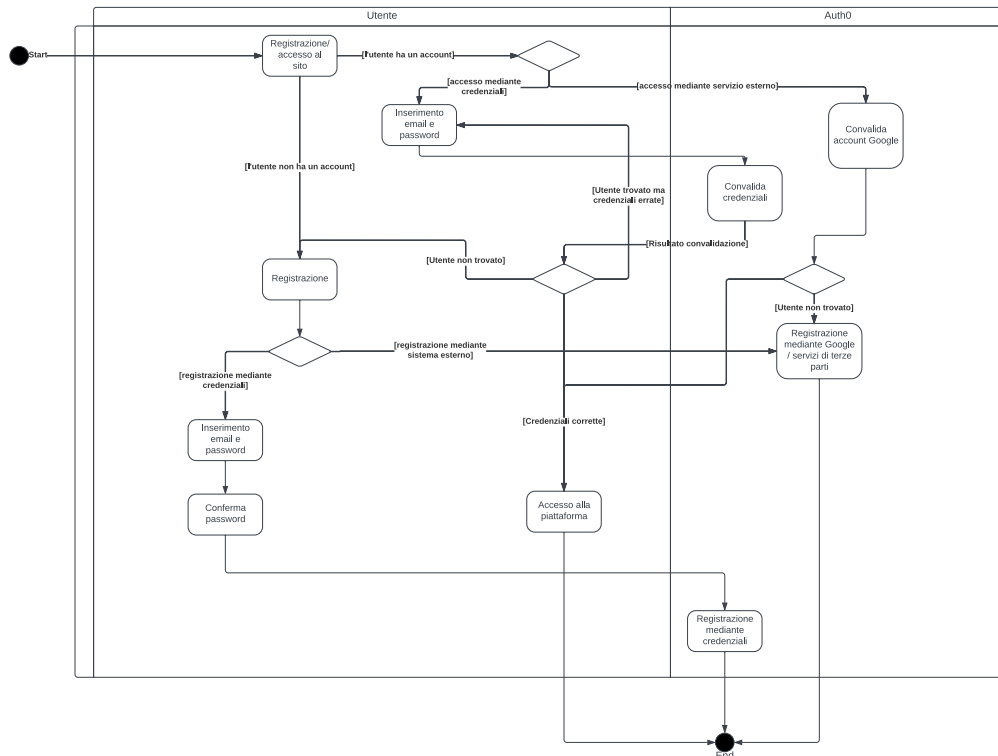 Utente
Auth0
Start
Registrazione/
accesso al
sito
[l'utente ha un account]
[accesso mediante
credenziali]
[accesso mediante servizio esterno]
Inserimento
email e
password
Convalida
account Google
[l'utente non ha un account]
Convalida
credenziali
[Utente trovato ma
credenziali errate]
[Risultato convalidazione]
[Utente non trovato]
Registrazione
[Utente non trovato]
Registrazione
mediante Google
/ servizi di terze
parti
[registrazione mediante
sistema esterno]
[registrazione mediante
credenziali]
[Credenziali corrette]
Inserimento
email e
password
Conferma
password
Accesso alla
piattaforma
Registrazione
mediante
credenziali
End